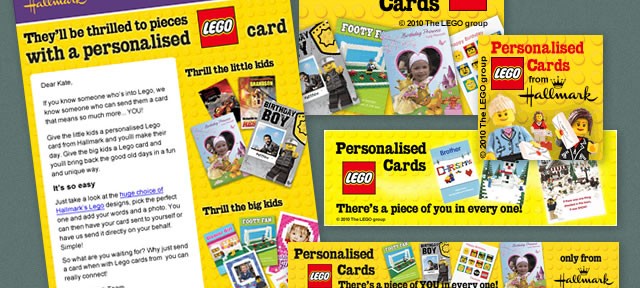 Hallmark
They'll be thrilled to pieces
with a personalised LEGO card
Dear Kate,
If you know someone who's into Lego, we
know someone who can send them a card
that means so much more... YOU!
Give the little kids a personalised Lego
card from Hallmark and youll make their
day. Give the big kids a Lego card and
youll bring back the good old days in a fun
and unique way.
It's so easy
Just take a look at the huge choice of
Hallmark's Lego designs, pick the perfect
one and add your words and a photo. You
can then have your card sent to yourself or
have us send it directly on your behalf.
Simple!
So what are you waiting for? Why just send
a card when with Lego cards from you can
really connect!
Thrill the little kids
BIRTHDAY
BOY
Thrill the big kids
FOOTY FAN
Cards
© 2010 The LEGO group
FOOTY FAN
Birthday Princess
Personalised
Cards
LEGO from
Hallmark
© 2010 The LEGO group
Personalised
Cards
LEGO
Brother
There's a piece of you in every one!
© 2010 The LEGO group
Personalised
Cards
LEGO
There's a piece of YOU in every one!
FOOTY FAN
BIRTHDAY
BOY
only from
Hallmark